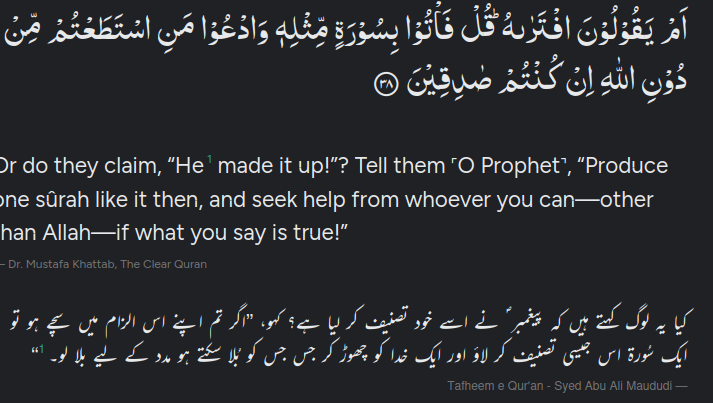 اَمۡ يَقُوۡلُوۡنَ افۡتَرٰٮهُ​ ؕ قُلۡ فَاۡتُوۡا بِسُوۡرَةٍ مِّثۡلِهٖ وَادۡعُوۡا مَنِ اسۡتَطَعۡتُمۡ مِّنۡ
دُوۡنِ اللّٰهِ اِنۡ كُنۡتُمۡ صٰدِقِيۡنَ ۝۳۸
Or do they claim, “He¹ made it up!”? Tell them ˹O Prophet˺, “Produce
one sûrah like it then, and seek help from whoever you can—other
than Allah—if what you say is true!”
— Dr. Mustafa Khattab, The Clear Quran
کیا یہ لوگ کہتے ہیں کہ پیغمبر ؐ نے اسے خود تصنیف کر لیا ہے؟ کہو، ”اگر تم اپنے اس الزام میں سچے ہو تو
ایک سُورة اس جیسی تصنیف کر لاؤ اور ایک خدا کو چھوڑ کر جس جس کو بُلا سکتے ہو مدد کے لیے بلا لو۔ ¹“
Tafheem e Qur'an - Syed Abu Ali Maududi —